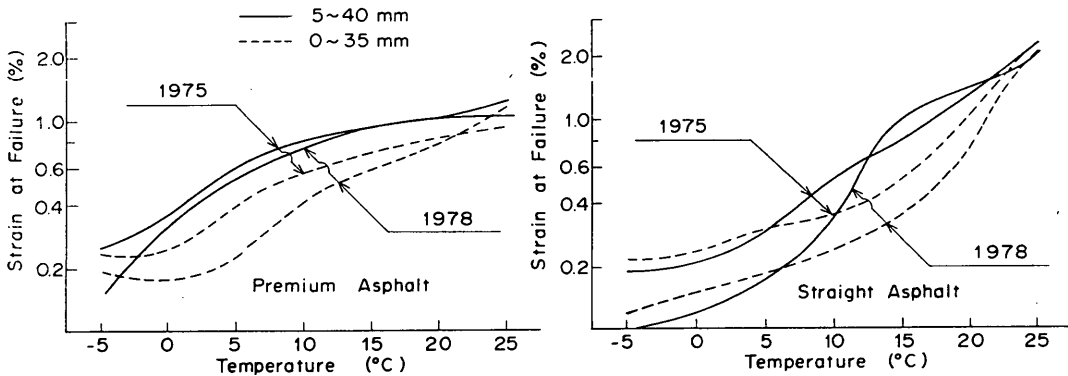 5~40 mm
0~35 mm
Strain at Failure (%)
2.0
1.0
0.6
0.4
0.2
1975
1978
Premium Asphalt
-5 0 5 10 15 20 25
Temperature (°C)
Strain at Failure (%)
2.0
1.0
0.6
0.4
0.2
1975
1978
Straight Asphalt
-5 0 5 10 15 20 25
Temperature (°C)